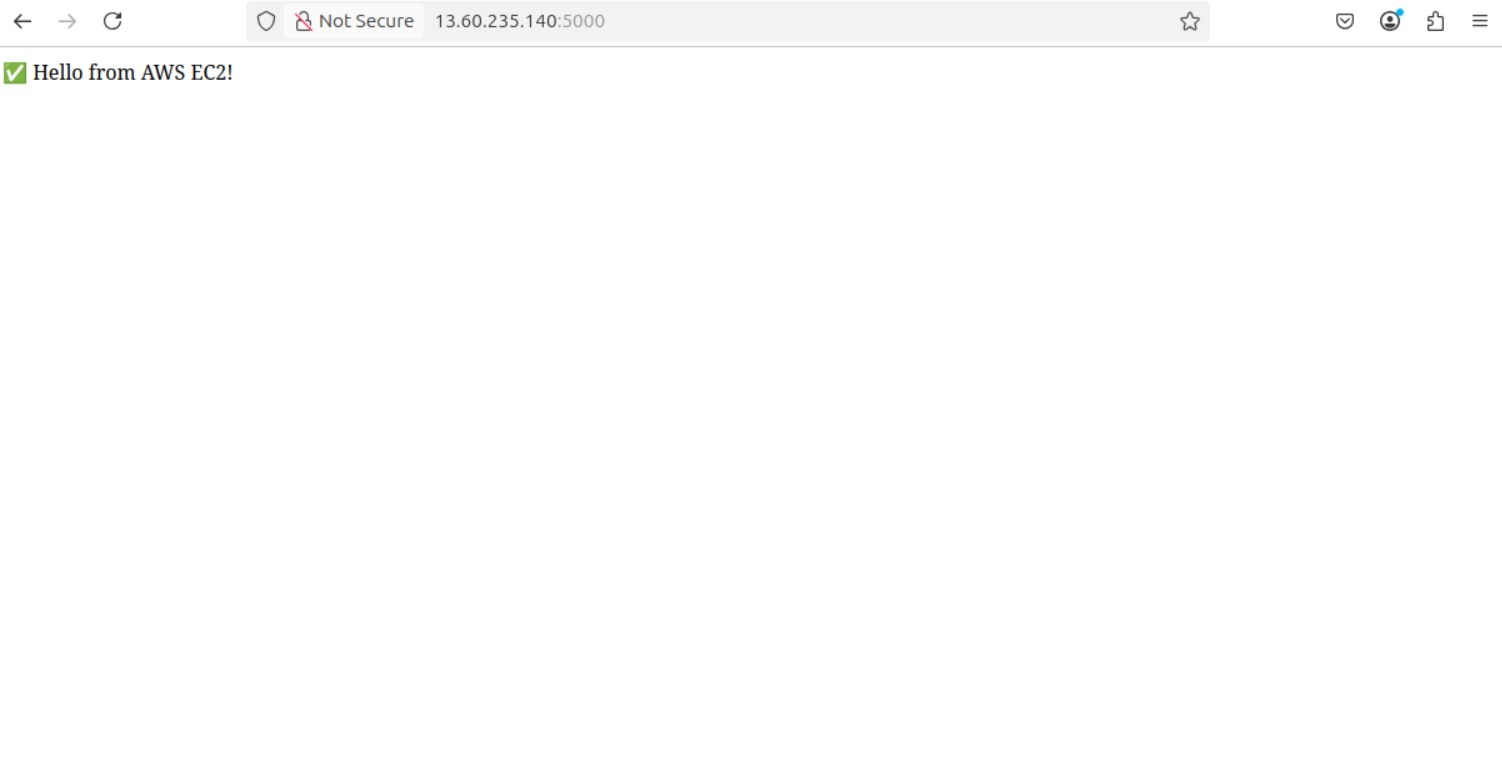 Not Secure 13.60.235.140:5000
✅ Hello from AWS EC2!